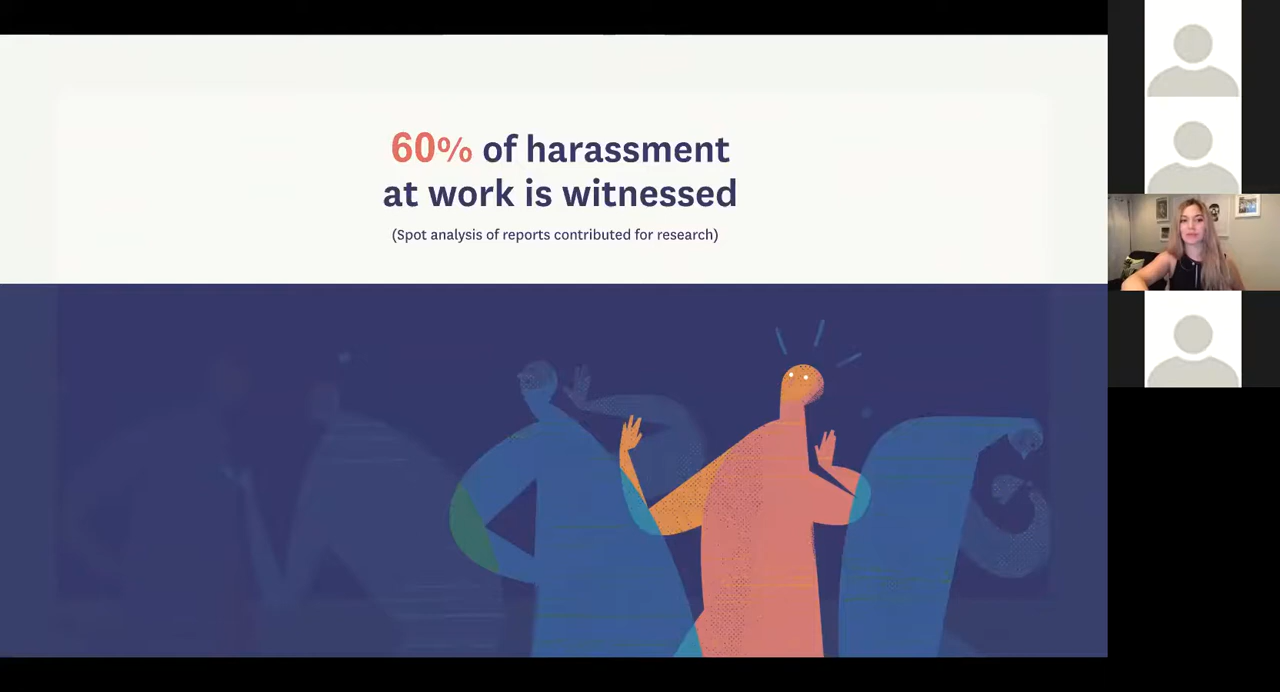 60% of harassment
at work is witnessed
(Spot analysis of reports contributed for research)